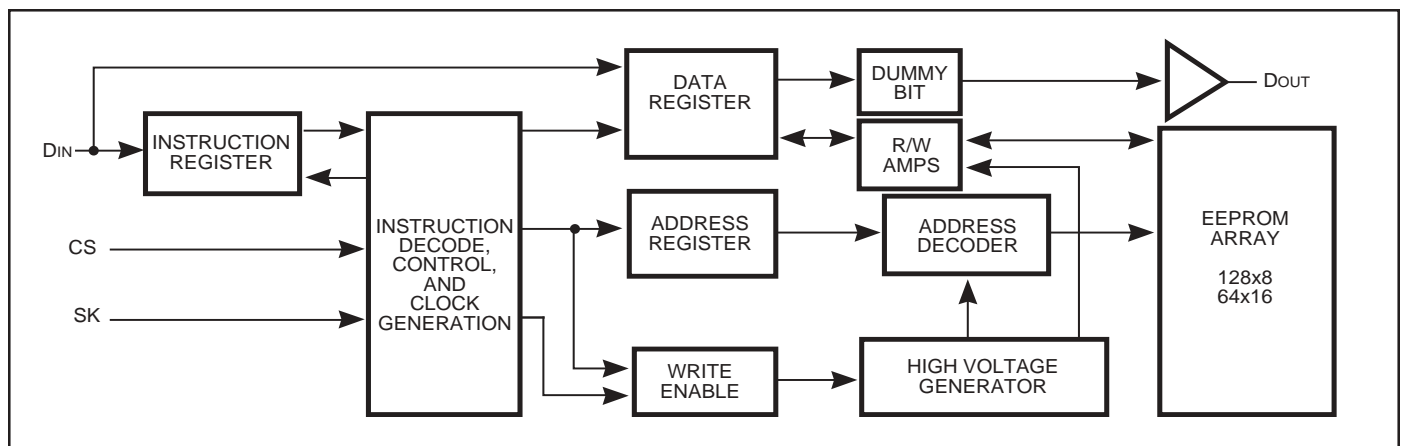 DATA
REGISTER
DUMMY
BIT
DOUT
DIN
INSTRUCTION
REGISTER
R/W
AMPS
CS
SK
INSTRUCTION
DECODE,
CONTROL,
AND
CLOCK
GENERATION
ADDRESS
REGISTER
ADDRESS
DECODER
EEPROM
ARRAY
128x8
64x16
WRITE
ENABLE
HIGH VOLTAGE
GENERATOR